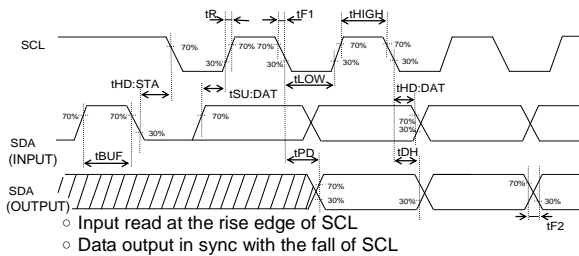 tR tF1 tHIGH
SCL
70% 70% 70% 70% 70%
30% 30% 30% 30%
tHD:STA tLOW tHD:DAT
tSU:DAT
SDA
(INPUT)
70% 70% 70% 70%
30% 30%
tBUF tPD tDH
SDA
(OUTPUT)
70% 70%
30% 30% 30%
tF2
○ Input read at the rise edge of SCL
○ Data output in sync with the fall of SCL